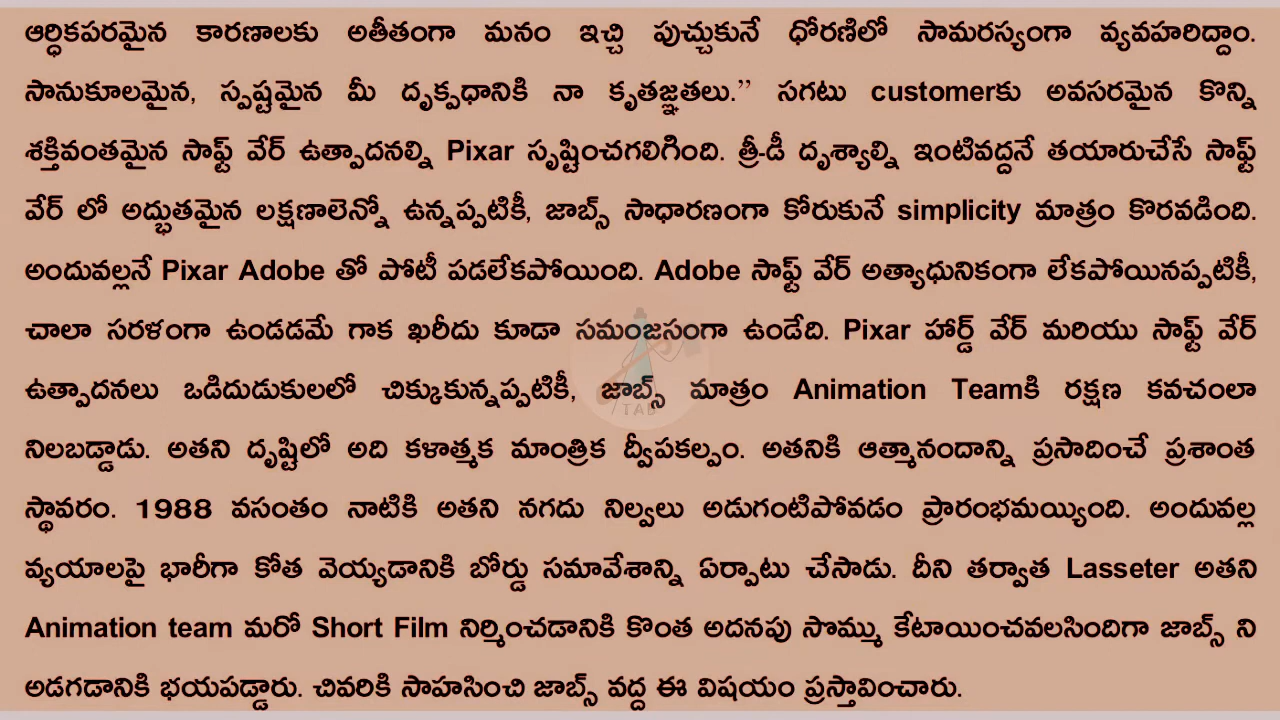 ఆర్ధికపరమైన కారణాలకు అతీతంగా మనం ఇచ్చి పుచ్చుకునే ధోరణిలో సామరస్యంగా వ్యవహరిద్దాం.
సానుకూలమైన, స్పష్టమైన మీ దృక్పధానికి నా కృతజ్ఞతలు.” సగటు customerకు అవసరమైన కొన్ని
శక్తివంతమైన సాఫ్ట్ వేర్ ఉత్పాదనల్ని Pixar సృష్టించగలిగింది. త్రీ-డీ దృశ్యాల్ని ఇంటివద్దనే తయారుచేసే సాఫ్ట్
వేర్ లో అద్భుతమైన లక్షణాలెన్నో ఉన్నప్పటికీ, జాబ్స్ సాధారణంగా కోరుకునే simplicity మాత్రం కొరవడింది.
అందువల్లనే Pixar Adobe తో పోటీ పడలేకపోయింది. Adobe సాఫ్ట్ వేర్ అత్యాధునికంగా లేకపోయినప్పటికీ,
చాలా సరళంగా ఉండడమే గాక ఖరీదు కూడా సమంజసంగా ఉండేది. Pixar హార్డ్ వేర్ మరియు సాఫ్ట్ వేర్
ఉత్పాదనలు ఒడిదుడుకులలో చిక్కుకున్నప్పటికీ, జాబ్స్ మాత్రం Animation Teamకి రక్షణ కవచంలా
నిలబడ్డాడు. అతని దృష్టిలో అది కళాత్మక మాంత్రిక ద్వీపకల్పం. అతనికి ఆత్మానందాన్ని ప్రసాదించే ప్రశాంత
స్థావరం. 1988 వసంతం నాటికి అతని నగదు నిల్వలు అడుగంటిపోవడం ప్రారంభమయ్యింది. అందువల్ల
వ్యయాలపై భారీగా కోత వెయ్యడానికి బోర్డు సమావేశాన్ని ఏర్పాటు చేసాడు. దీని తర్వాత Lasseter అతని
Animation team మరో Short Film నిర్మించడానికి కొంత అదనపు సొమ్ము కేటాయించవలసిందిగా జాబ్స్ ని
అడగడానికి భయపడ్డారు. చివరికి సాహసించి జాబ్స్ వద్ద ఈ విషయం ప్రస్తావించారు.
TAB